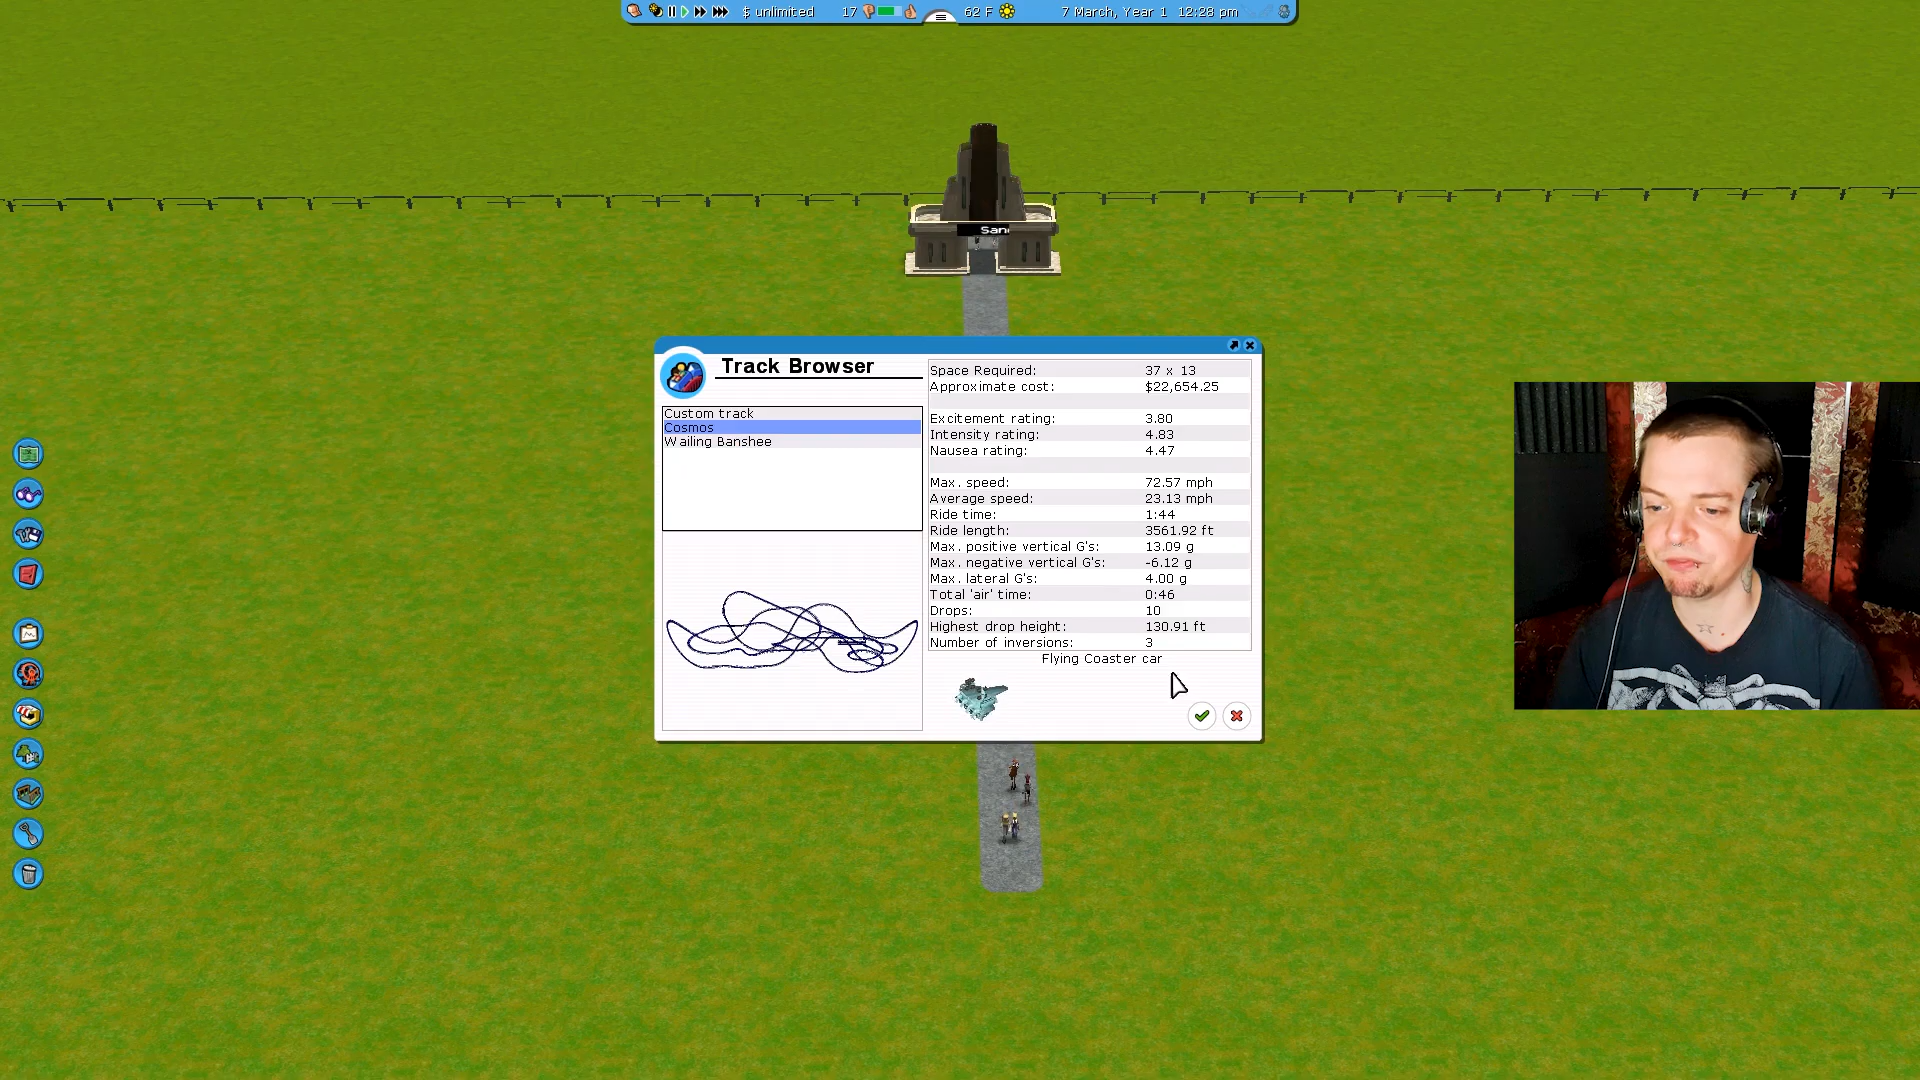 $ unlimited 17 62 F 7 March, Year 1 12:28 pm
San
Track Browser
Custom track
Cosmos
Wailing Banshee
Space Required: 37 x 13
Approximate cost: $22,654.25
Excitement rating: 3.80
Intensity rating: 4.83
Nausea rating: 4.47
Max. speed: 72.57 mph
Average speed: 23.13 mph
Ride time: 1:44
Ride length: 3561.92 ft
Max. positive vertical G's: 13.09 g
Max. negative vertical G's: -6.12 g
Max. lateral G's: 4.00 g
Total 'air' time: 0:46
Drops: 10
Highest drop height: 130.91 ft
Number of inversions: 3
Flying Coaster car